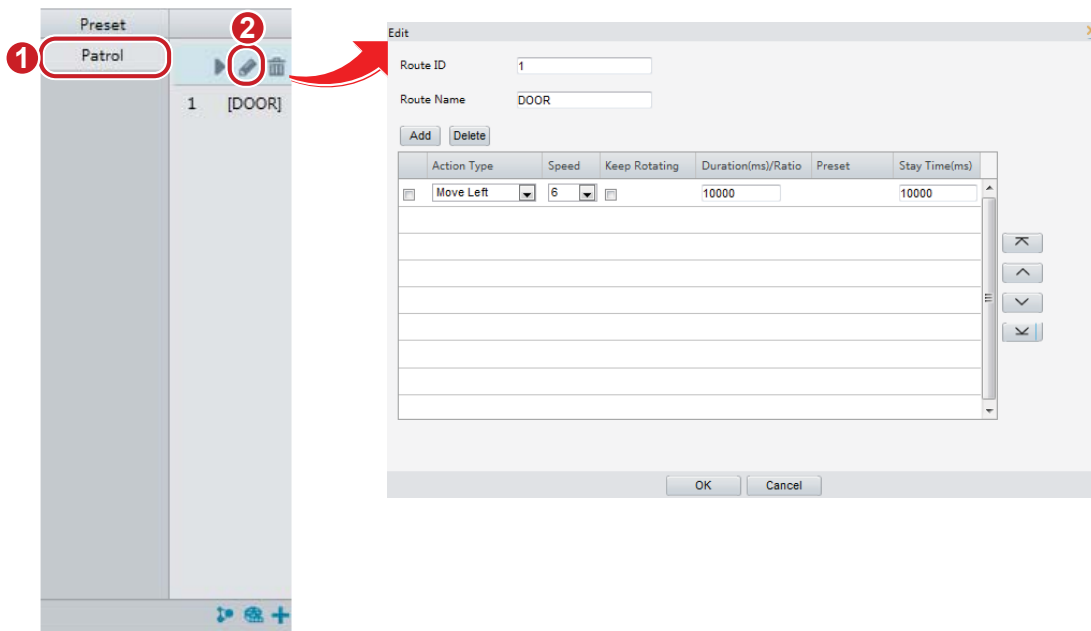 Preset
1
Patrol
2
1 [DOOR]
Edit
Route ID 1
Route Name DOOR
Add Delete
Action Type Speed Keep Rotating Duration(ms)/Ratio Preset Stay Time(ms)
Move Left 6 10000 10000
OK Cancel